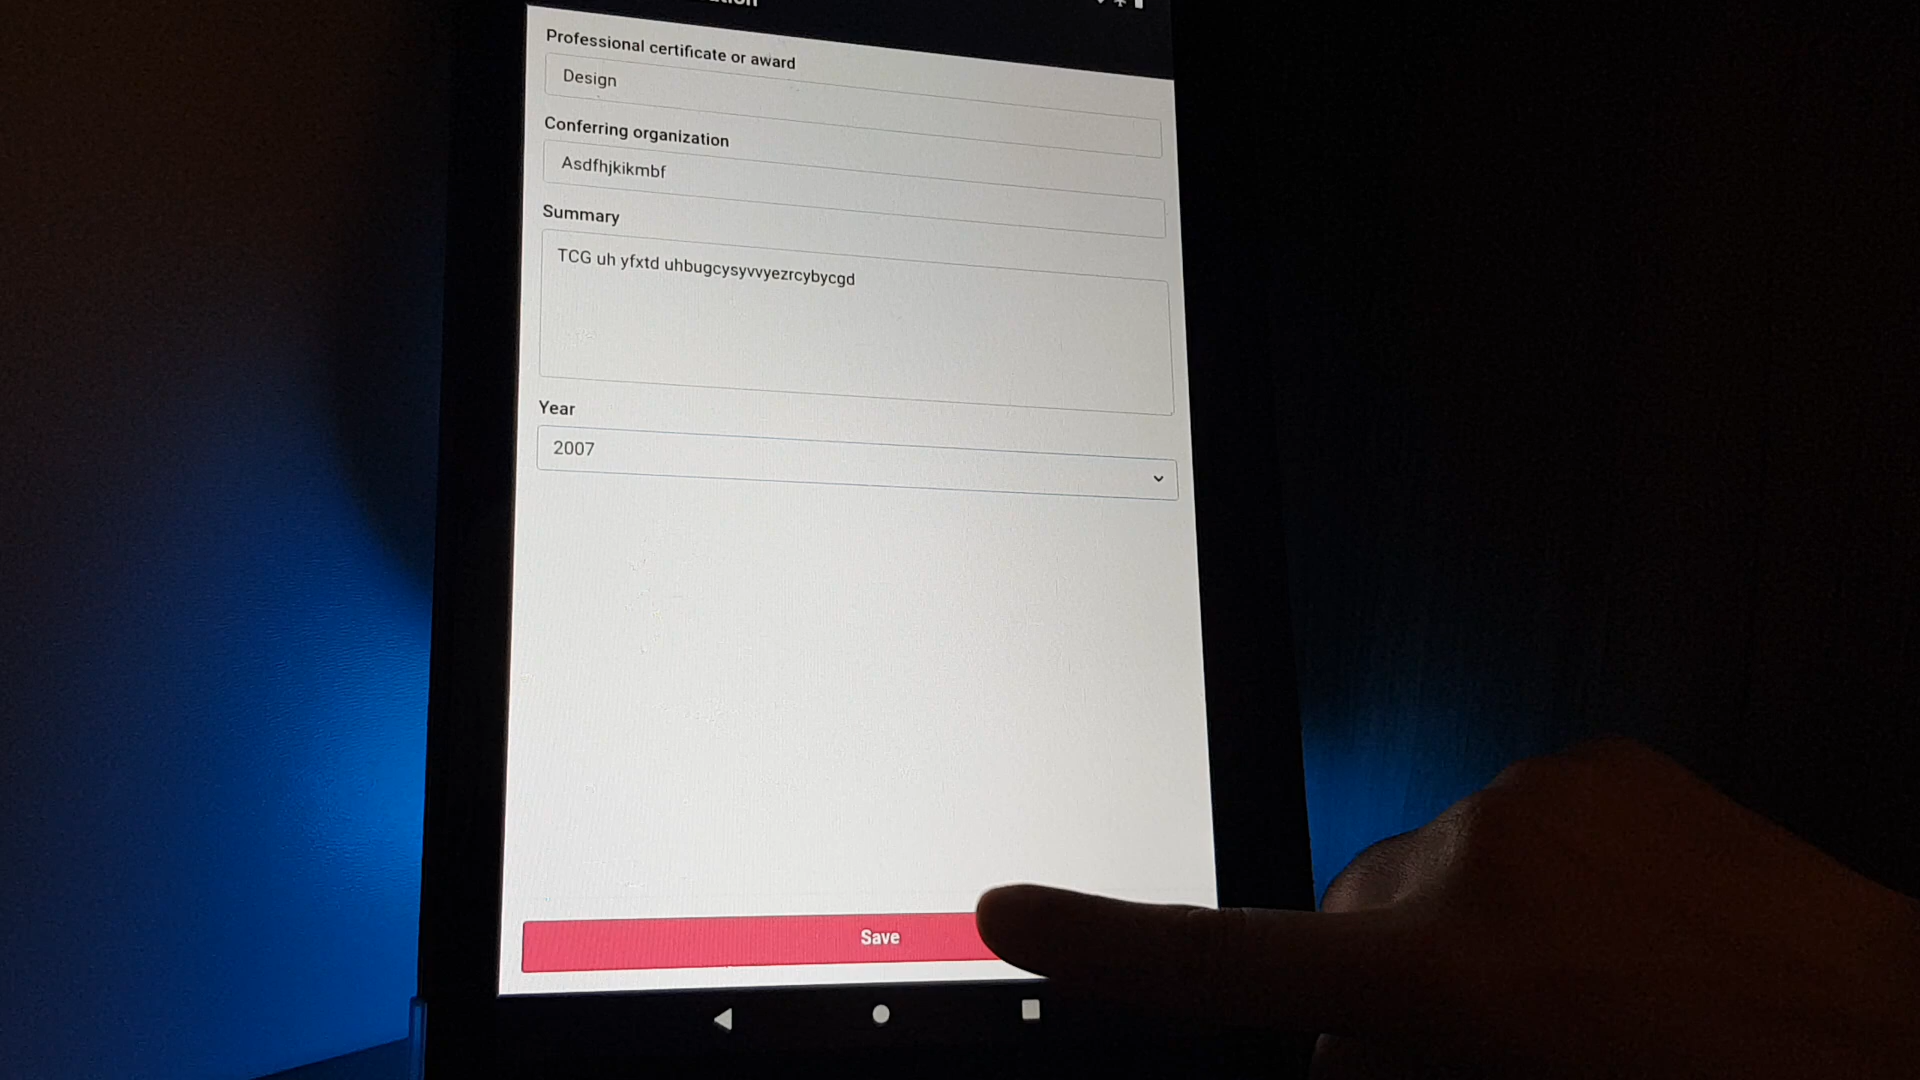 Professional certificate or award
Design
Conferring organization
Asdfhjkikmbf
Summary
TCG uh yfxtd uhbugcysyvvyezrcybycgd
Year
2007
Save